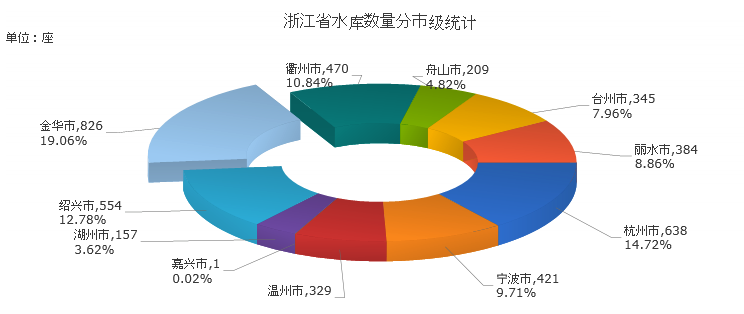 浙江省水库数量分市级统计
单位：座
衢州市,470
10.84%
舟山市,209
4.82%
台州市,345
7.96%
丽水市,384
8.86%
杭州市,638
14.72%
宁波市,421
9.71%
温州市,329
嘉兴市,1
0.02%
湖州市,157
3.62%
绍兴市,554
12.78%
金华市,826
19.06%